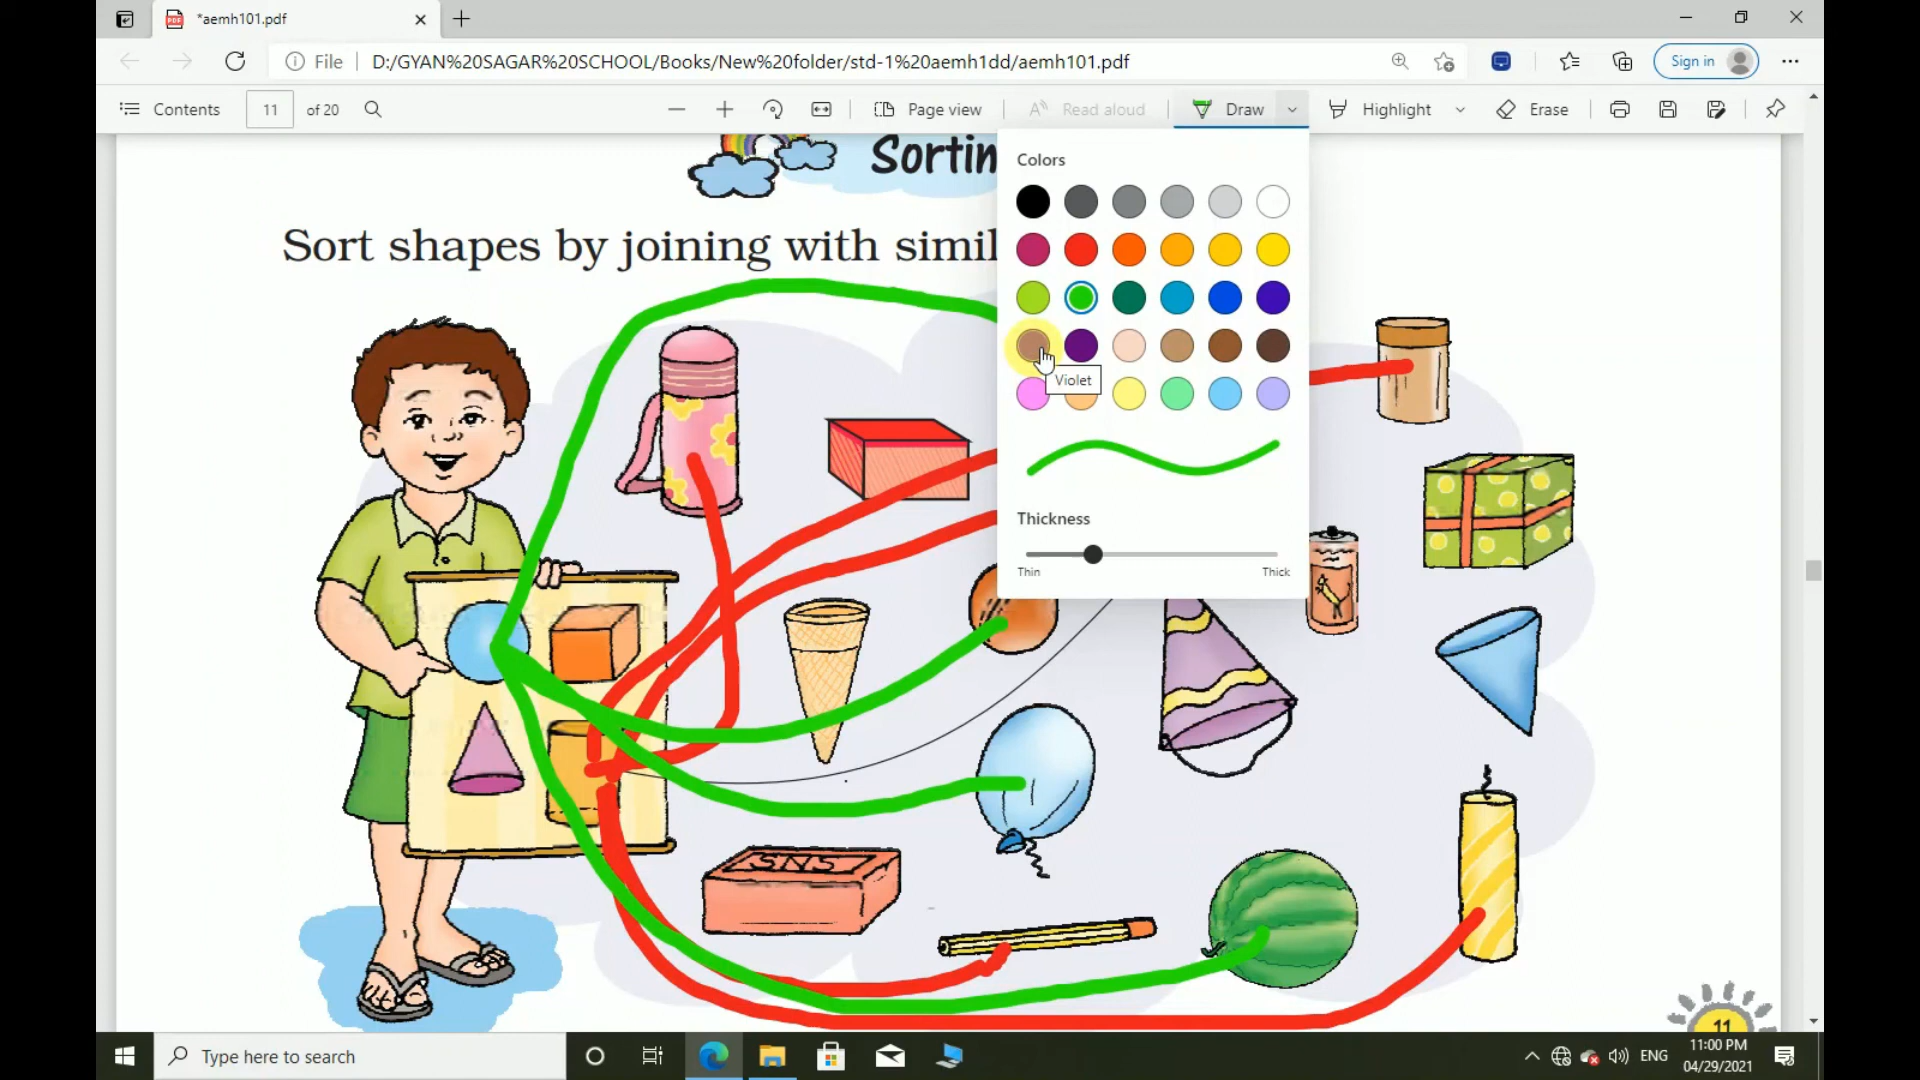 *aemh101.pdf
File
D:/GYAN%20SAGAR%20SCHOOL/Books/New%20folder/std-1%20aemh1dd/aemh101.pdf
Sign in
Contents
11
of 20
Page view
Read aloud
Draw
Highlight
Erase
Sortin
Colors
Sort shapes by joining with simil
Violet
Thickness
Thin
Thick
SNS
11
Type here to search
ENG
11:00 PM
04/29/2021